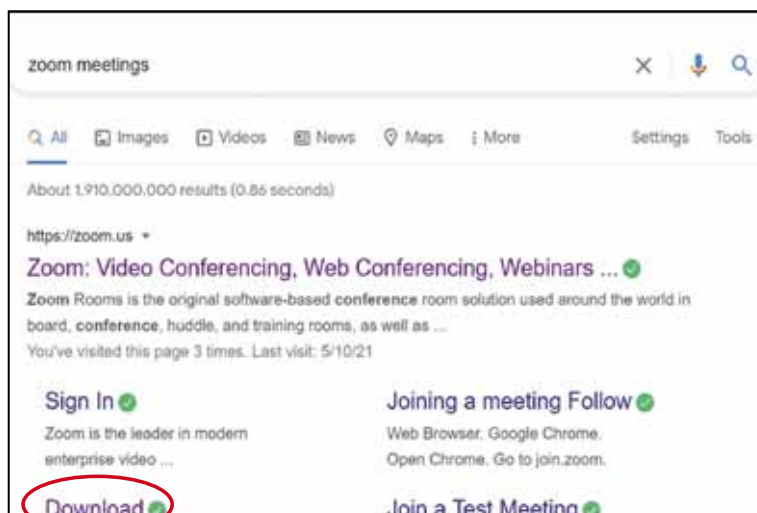 zoom meetings
All Images Videos News Maps More Settings Tools
About 1,910,000,000 results (0.86 seconds)
https://zoom.us
Zoom: Video Conferencing, Web Conferencing, Webinars ...
Zoom Rooms is the original software-based conference room solution used around the world in
board, conference, huddle, and training rooms, as well as ...
You've visited this page 3 times. Last visit: 5/10/21
Sign In
Zoom is the leader in modern
enterprise video ...
Joining a meeting Follow
Web Browser. Google Chrome.
Open Chrome. Go to join.zoom.
Download
Join a Test Meeting